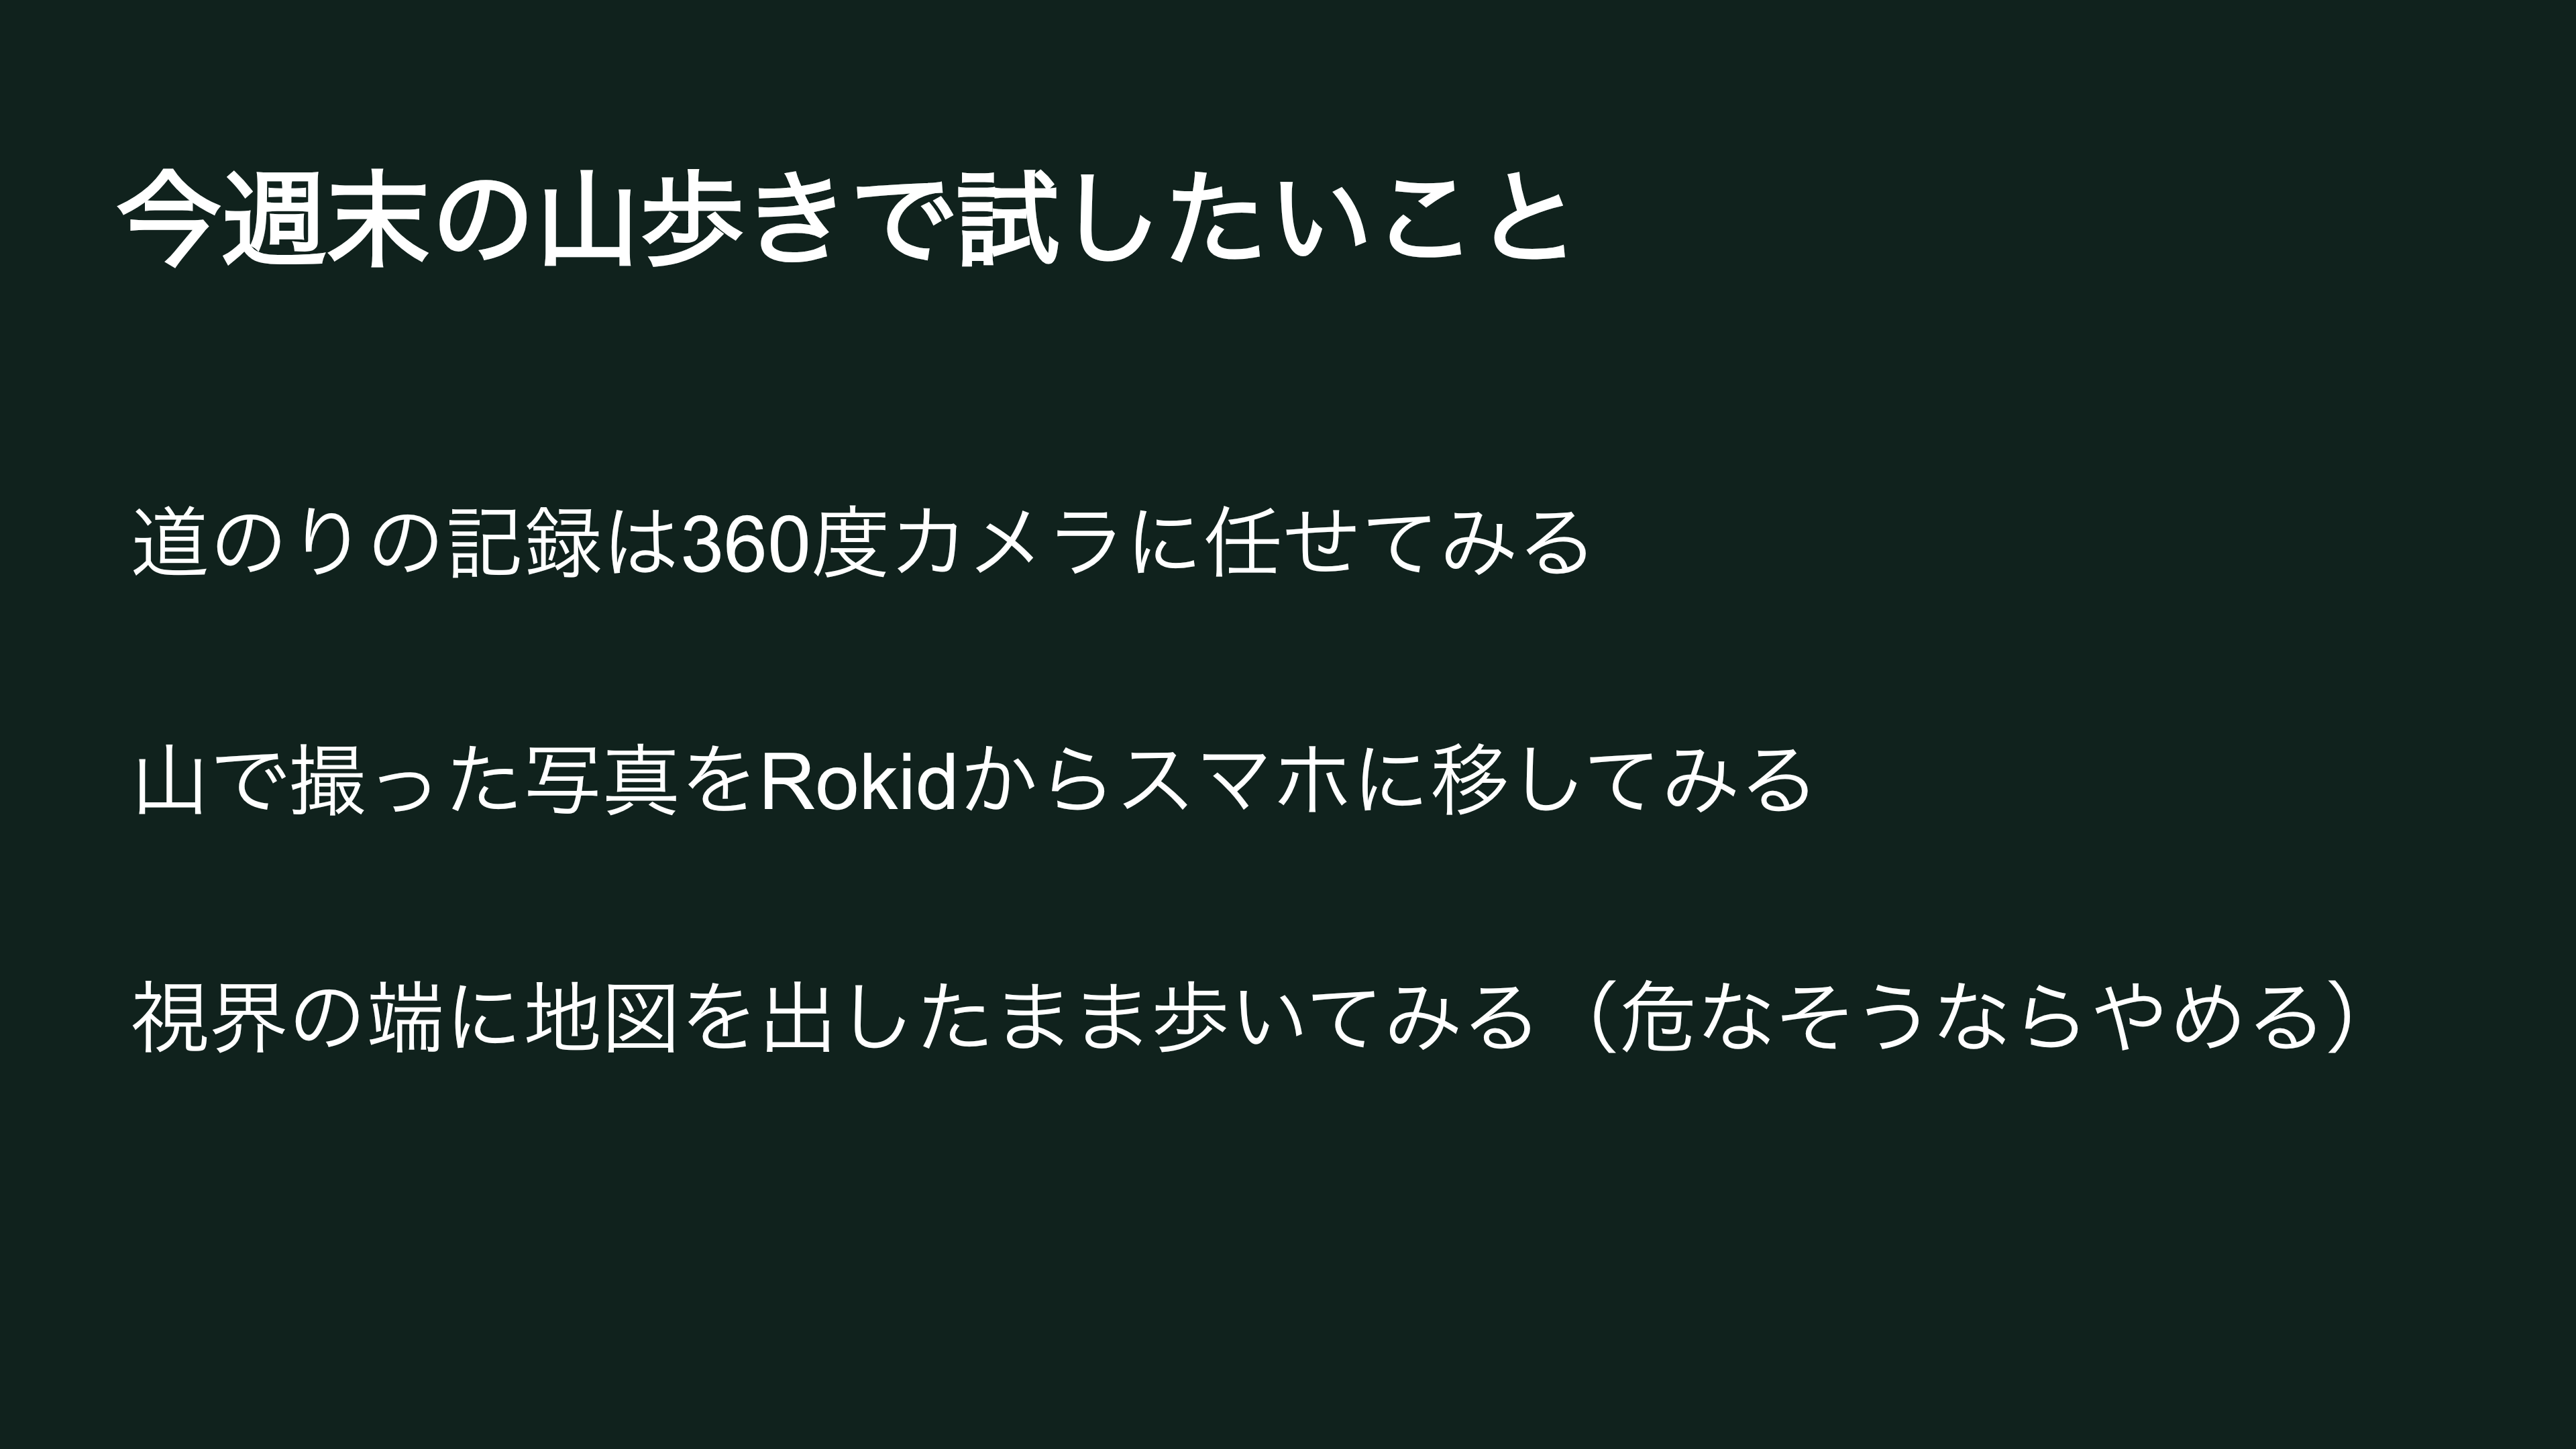 今週末の山歩きで試したいこと
道のりの記録は360度カメラに任せてみる
山で撮った写真をRokidからスマホに移してみる
視界の端に地図を出したまま歩いてみる（危なそうならやめる）